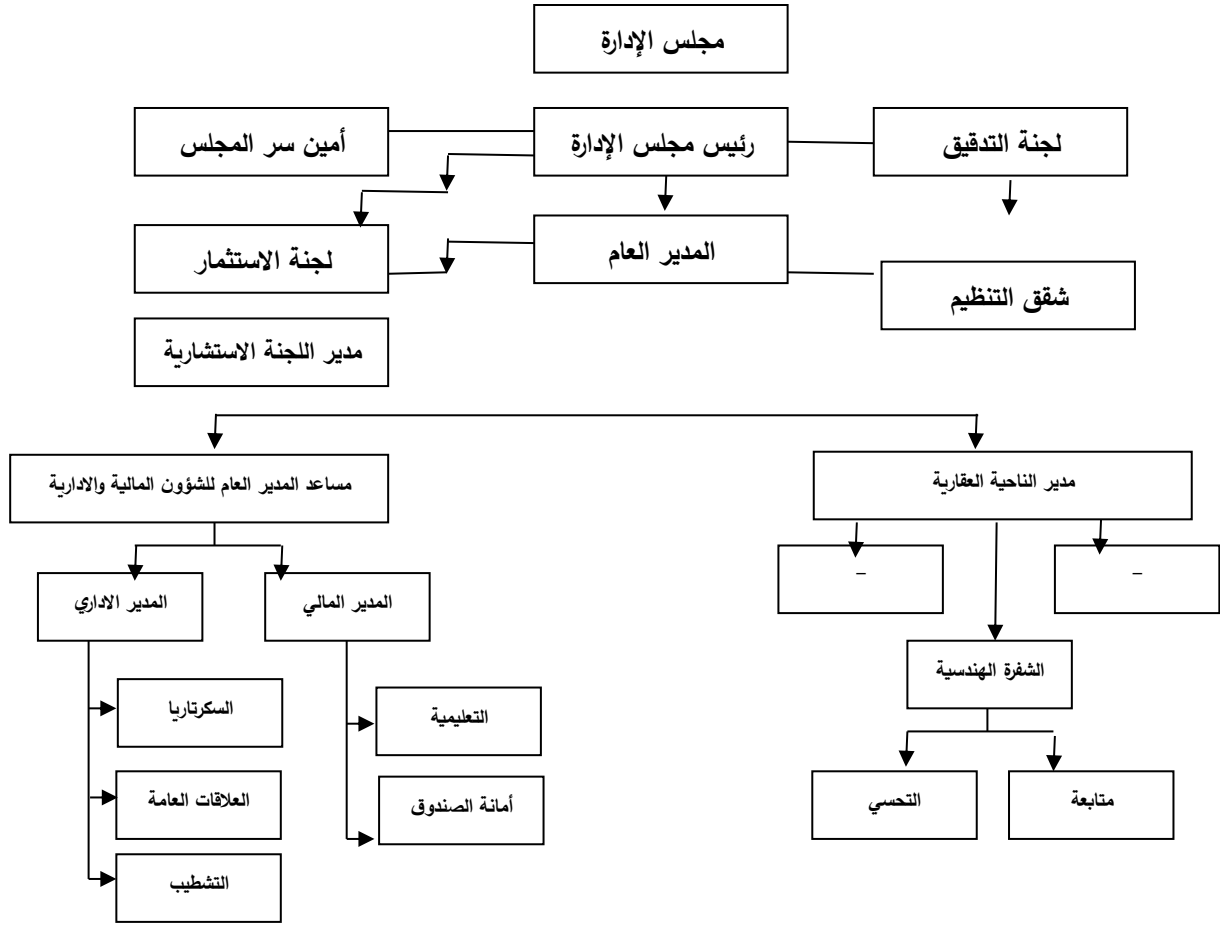 مجلس الإدارة
لجنة التدقيق
رئيس مجلس الإدارة
أمين سر المجلس
شقق التنظيم
المدير العام
لجنة الاستثمار
مدير اللجنة الاستشارية
مدير الناحية العقارية
مساعد المدير العام للشؤون المالية والادارية
–
–
المدير المالي
المدير الاداري
الشفرة الهندسية
التعليمية
السكرتاريا
متابعة
التحسي
أمانة الصندوق
العلاقات العامة
التشطيب